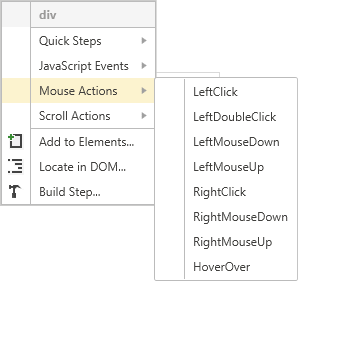 div
Quick Steps
JavaScript Events
Mouse Actions
Scroll Actions
Add to Elements...
Locate in DOM...
Build Step...
LeftClick
LeftDoubleClick
LeftMouseDown
LeftMouseUp
RightClick
RightMouseDown
RightMouseUp
HoverOver